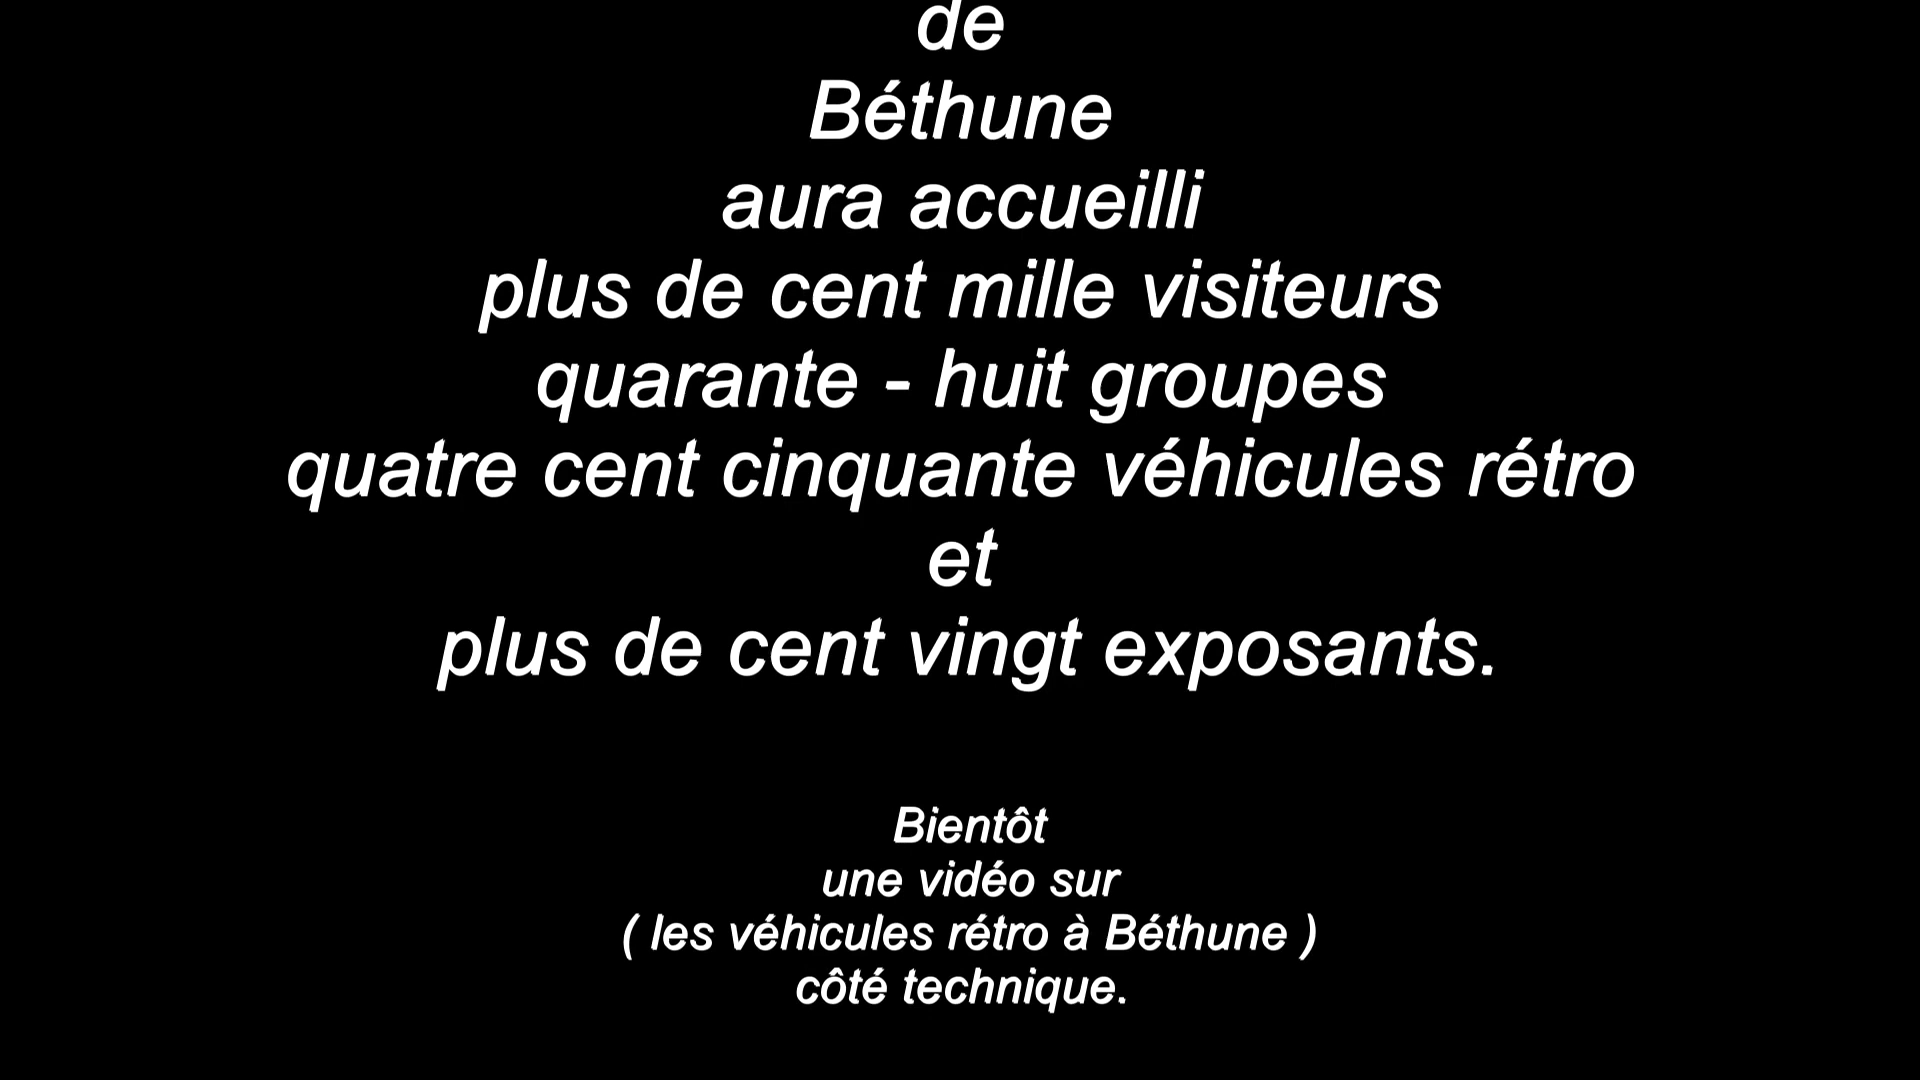 de
Béthune
aura accueilli
plus de cent mille visiteurs
quarante - huit groupes
quatre cent cinquante véhicules rétro
et
plus de cent vingt exposants.
Bientôt
une vidéo sur
( les véhicules rétro à Béthune )
côté technique.